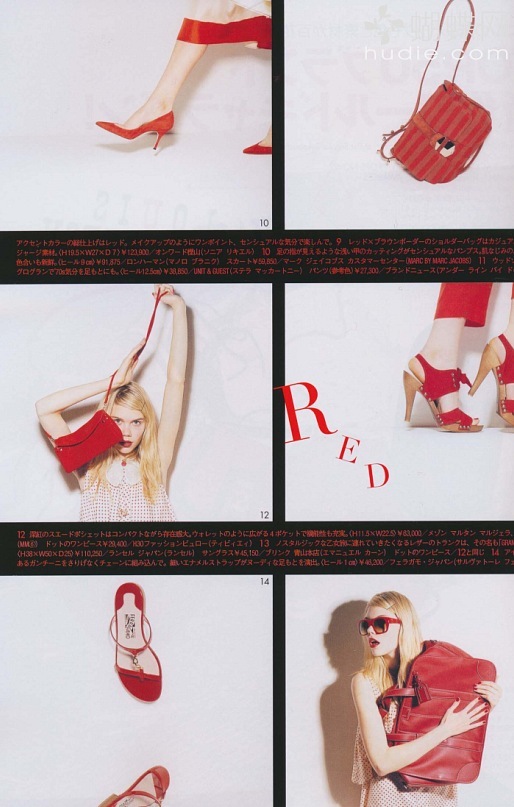 蝴蝶网
hudie.com
10
アクセントカラーの総仕上げはレッド。メイクアップのようにワンポイント、センシュアルな気分で楽しんで。 9 レッド×ブラウンボーダーのショルダーバッグはカジュア
ジャージ素材。(H19.5×W27×D7)¥123,900/オンワード樫山(ソニア リキエル) 10 足の指が見えるような浅い甲のカッティングがセンシュアルなパンプス。
色合いも新鮮。(ヒール9cm)¥91,875/ロンハーマン(マノロ ブラニク) スカート¥59,850/マーク ジェイコブス カスタマーセンター(MARC BY MARC JACOBS) 11 ウッド
グログランで70s気分を足もとにも。(ヒール12.5cm) /UNIT & GUEST(ステラ マッカートニー) パンツ(参考色)¥27,300/ブランドニュース(アンダー ライン バイ
RED
12
12 深紅のスエードポシェットはコンパクトながら存在感大。ウォレットのように広がる4ポケットで機能性も充実。(H11.5×W22.5)¥63,000/メゾン マルタン マルジェラ
(MM⑥) ドットのワンピース¥29,400/H30ファッションビュロー(ティビィエィ) 13 ノスタルジックな乙女旅に連れていきたくなるレザーのトランクは、その名も「GRAN
(H38×W50×D25)¥110,250/ランセル ジャパン(ランセル) サングラス¥45,150/ブリンク 青山本店(エマニュエル カーン) ドットのワンピース/12と同じ 14 ア
あるガンチーニをさりげなくチェーンに組み込んで。細いエナメルストラップがヌーディな足もとを演出。(ヒール1cm)¥46,200/フェラガモ・ジャパン(サルヴァトーレ フェ
14